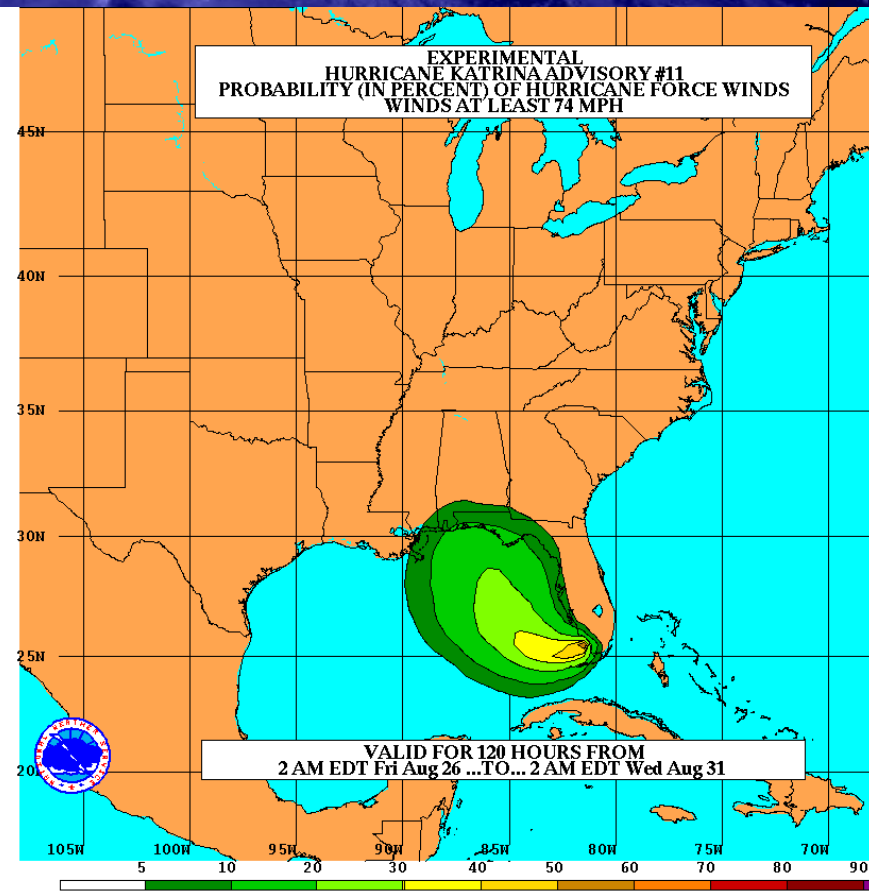 EXPERIMENTAL
HURRICANE KATRINA ADVISORY #11
PROBABILITY (IN PERCENT) OF HURRICANE FORCE WINDS
WINDS AT LEAST 74 MPH
45N
40N
35N
30N
25N
20N
NATIONAL WEATHER SERVICE
VALID FOR 120 HOURS FROM
2 AM EDT Fri Aug 26 ...TO... 2 AM EDT Wed Aug 31
105W 100W 95W 90W 85W 80W 75W 70W
5 10 20 30 40 50 60 70 80 90